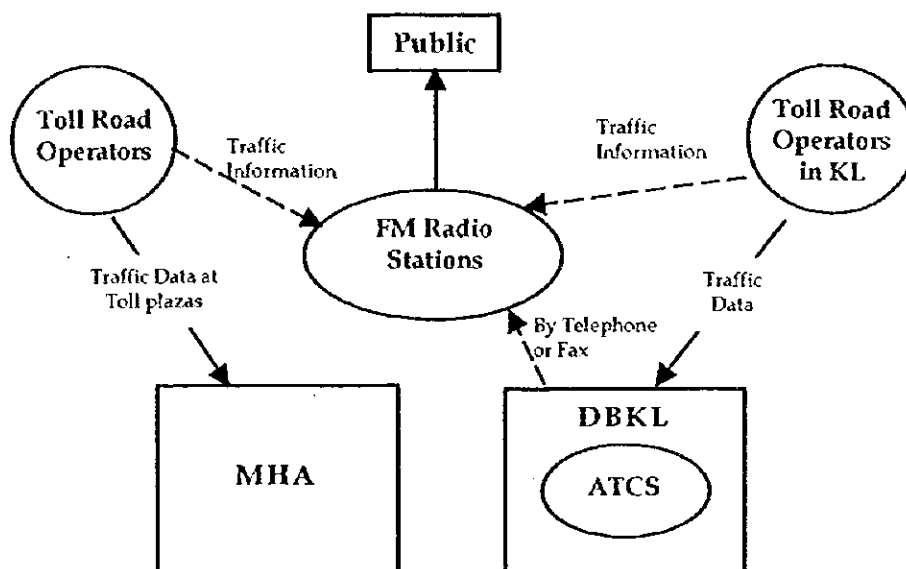 Public
Toll Road
Operators
Traffic
Information
Traffic
Information
Toll Road
Operators
in KL
FM Radio
Stations
Traffic Data at
Toll plazas
By Telephone
or Fax
Traffic
Data
MHA
DBKL
ATCS